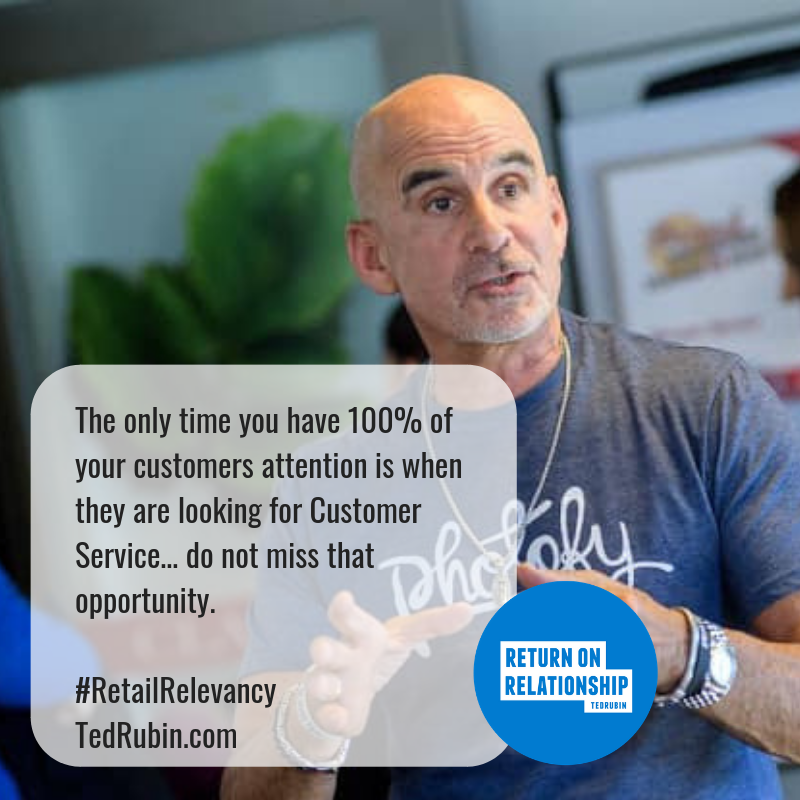 The only time you have 100% of
your customers attention is when
they are looking for Customer
Service... do not miss that
opportunity.
#RetailRelevancy
TedRubin.com
photofy
RETURN ON
RELATIONSHIP
TEDRUBIN